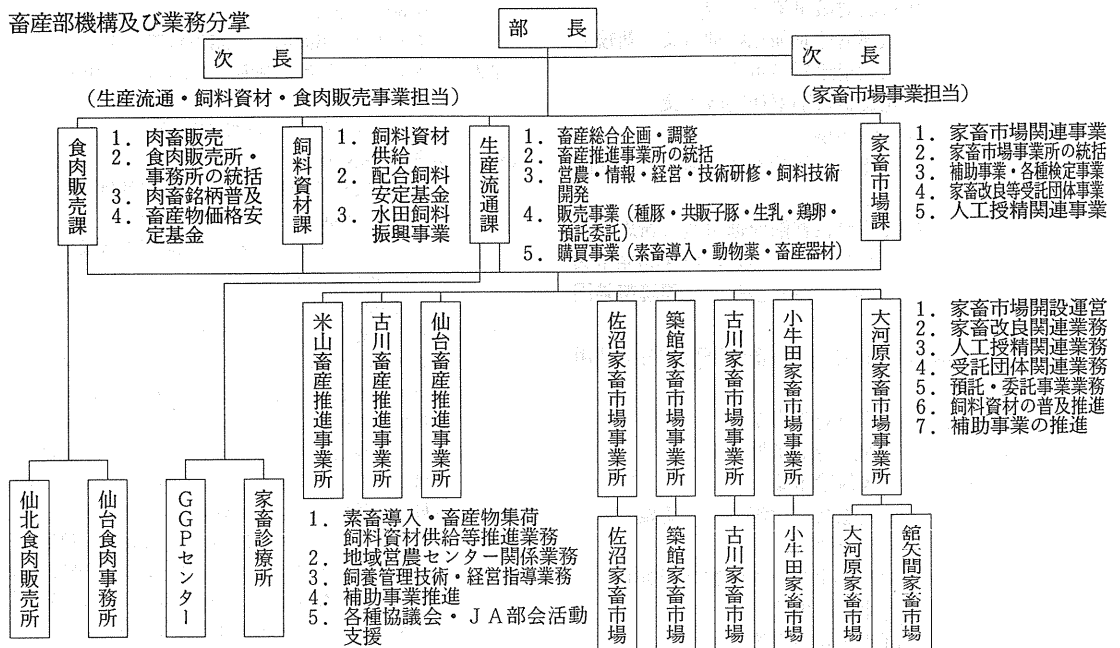 畜産部機構及び業務分掌
部　長
次　長
次　長
(生産流通・飼料資材・食肉販売事業担当)
(家畜市場事業担当)
食肉販売課
1．肉畜販売
2．食肉販売所・
事務所の統括
3．肉畜銘柄普及
4．畜産物価格安
定基金
飼料資材課
1．飼料資材
供給
2．配合飼料
安定基金
3．水田飼料
振興事業
生産流通課
1．畜産総合企画・調整
2．畜産推進事業所の統括
3．営農・情報・経営・技術研修・飼料技術
開発
4．販売事業（種豚・共販子豚・生乳・鶏卵・
預託委託）
5．購買事業（素畜導入・動物薬・畜産器材）
家畜市場課
1．家畜市場関連事業
2．家畜市場事業所の統括
3．補助事業・各種検定事業
4．家畜改良等受託団体事業
5．人工授精関連事業
米山畜産推進事業所
古川畜産推進事業所
仙台畜産推進事業所
佐沼家畜市場事業所
築館家畜市場事業所
古川家畜市場事業所
小牛田家畜市場事業所
大河原家畜市場事業所
1．家畜市場開設運営
2．家畜改良関連業務
3．人工授精関連業務
4．受託団体関連業務
5．預託・委託事業業務
6．飼料資材の普及推進
7．補助事業の推進
仙北食肉販売所
仙台食肉事務所
GGPセンター
家畜診療所
1．素畜導入・畜産物集荷
飼料資材供給等推進業務
2．地域営農センター関係業務
3．飼養管理技術・経営指導業務
4．補助事業推進
5．各種協議会・ＪＡ部会活動
支援
佐沼家畜市場
築館家畜市場
古川家畜市場
小牛田家畜市場
大河原家畜市場
舘矢間家畜市場